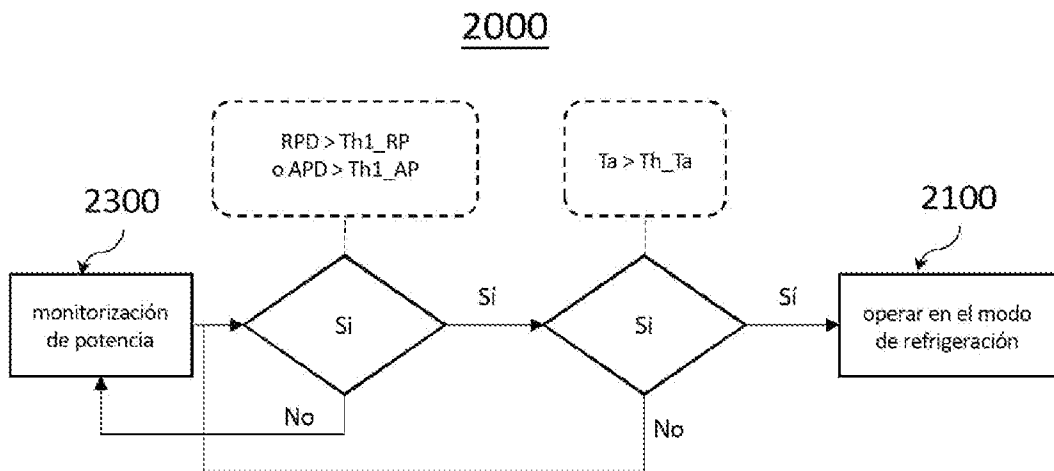 2000
RPD > Th1_RP
o APD > Th1_AP
Ta > Th_Ta
2300
2100
monitorización
de potencia
Si
Sí
Si
Sí
operar en el modo
de refrigeración
No
No